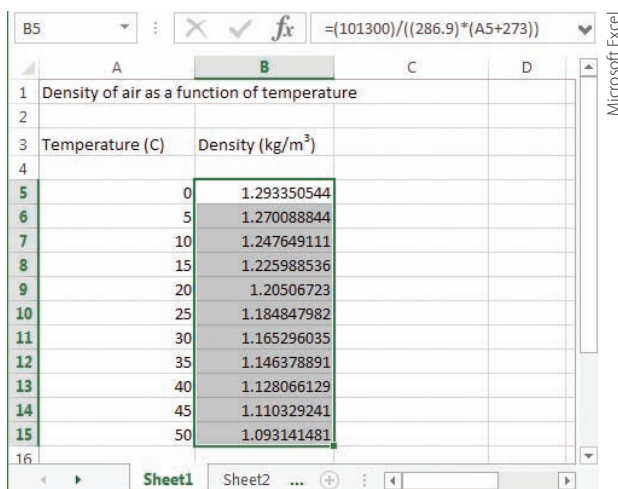 B5 fx =(101300)/((286.9)*(A5+273))
A B C D
1 Density of air as a function of temperature
2
3 Temperature (C) Density (kg/m³)
4
5 0 1.293350544
6 5 1.270088844
7 10 1.247649111
8 15 1.225988536
9 20 1.20506723
10 25 1.184847982
11 30 1.165296035
12 35 1.146378891
13 40 1.128066129
14 45 1.110329241
15 50 1.093141481
16
Sheet1 Sheet2 ...
Microsoft Excel